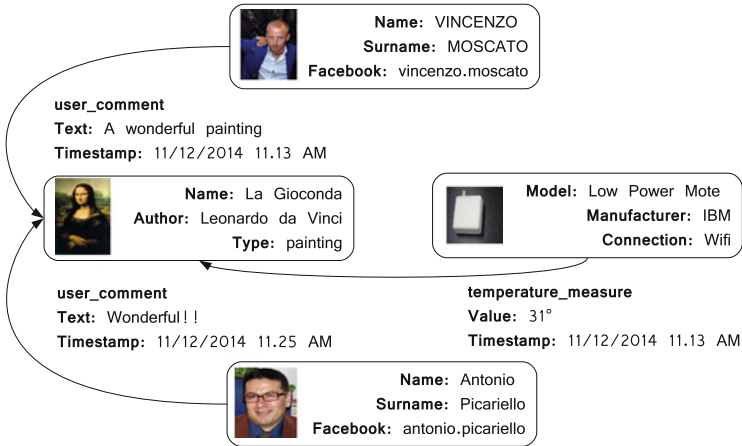 Name: VINCENZO
Surname: MOSCATO
Facebook: vincenzo.moscato
user_comment
Text: A wonderful painting
Timestamp: 11/12/2014 11.13 AM
Name: La Gioconda
Author: Leonardo da Vinci
Type: painting
Model: Low Power Mote
Manufacturer: IBM
Connection: Wifi
user_comment
Text: Wonderful!!
Timestamp: 11/12/2014 11.25 AM
temperature_measure
Value: 31°
Timestamp: 11/12/2014 11.13 AM
Name: Antonio
Surname: Picariello
Facebook: antonio.picariello